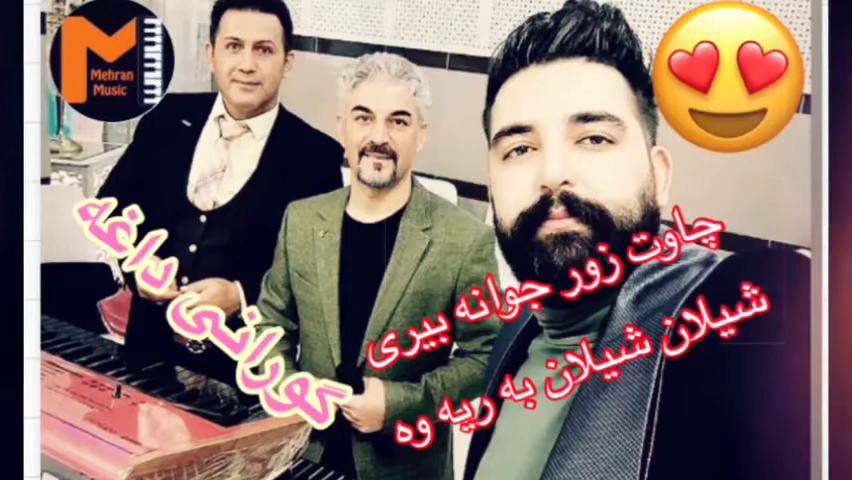 Mehran
Music
گورانی داغه
چاوت زور جوانه بیری
شیلان شیلان به ریه وه